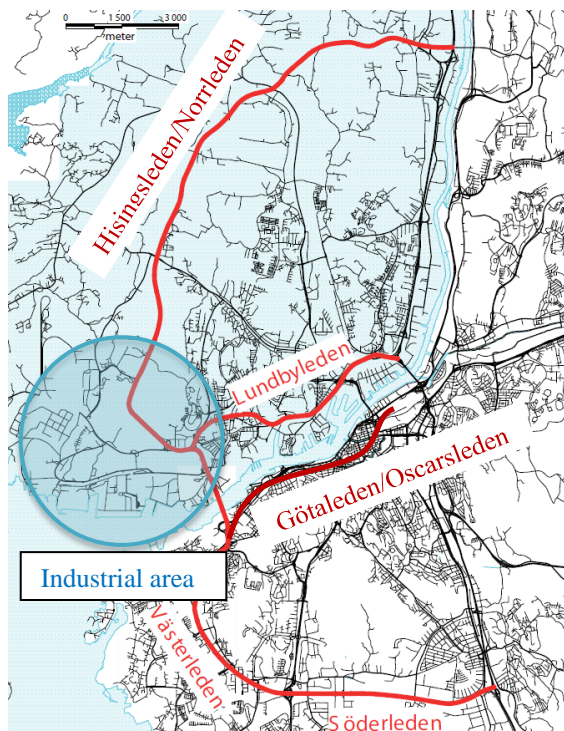 0 1 500 3 000
meter
Hisingsleden/Norrleden
Lundbyleden
Götaleden/Oscarsleden
Industrial area
Västerleden
Söderleden